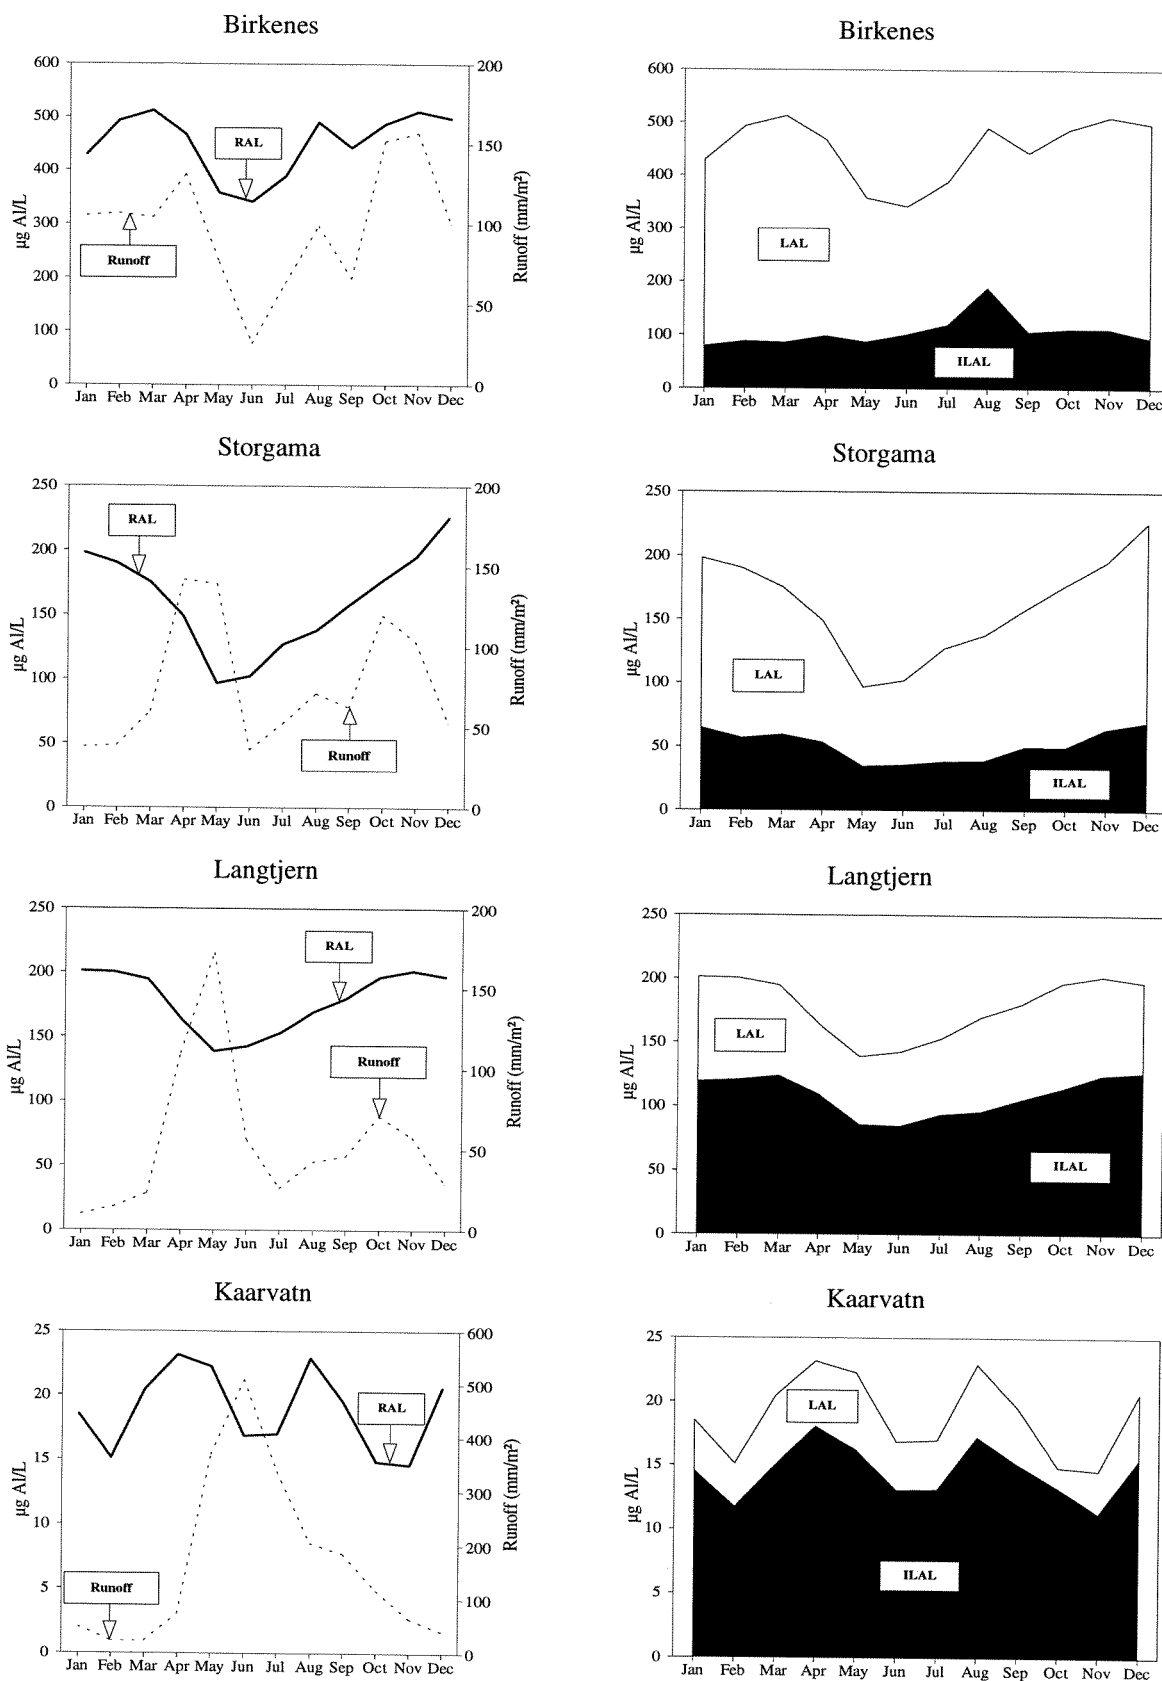 Birkenes
600
500
400
300
200
100
0
µg Al/L
200
150
100
50
0
Runoff (mm/m²)
RAL
Runoff
Jan Feb Mar Apr May Jun Jul Aug Sep Oct Nov Dec
Birkenes
600
500
400
300
200
100
0
µg Al/L
LAL
ILAL
Jan Feb Mar Apr May Jun Jul Aug Sep Oct Nov Dec
Storgama
250
200
150
100
50
0
µg Al/L
200
150
100
50
0
Runoff (mm/m²)
RAL
Runoff
Jan Feb Mar Apr May Jun Jul Aug Sep Oct Nov Dec
Storgama
250
200
150
100
50
0
µg Al/L
LAL
ILAL
Jan Feb Mar Apr May Jun Jul Aug Sep Oct Nov Dec
Langtjern
250
200
150
100
50
0
µg Al/L
200
150
100
50
0
Runoff (mm/m²)
RAL
Runoff
Jan Feb Mar Apr May Jun Jul Aug Sep Oct Nov Dec
Langtjern
250
200
150
100
50
0
µg Al/L
LAL
ILAL
Jan Feb Mar Apr May Jun Jul Aug Sep Oct Nov Dec
Kaarvatn
25
20
15
10
5
0
µg Al/L
600
500
400
300
200
100
0
Runoff (mm/m²)
RAL
Runoff
Jan Feb Mar Apr May Jun Jul Aug Sep Oct Nov Dec
Kaarvatn
25
20
15
10
5
0
µg Al/L
LAL
ILAL
Jan Feb Mar Apr May Jun Jul Aug Sep Oct Nov Dec